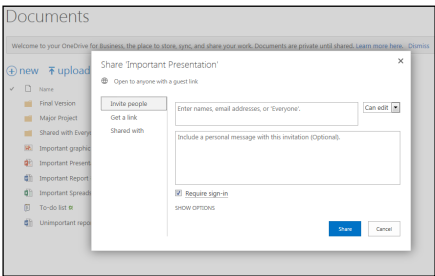 Documents
Welcome to your OneDrive for Business, the place to store, sync, and share your work. Documents are private until shared. Learn more here. Dismiss
new upload
Name
Final Version
Major Project
Shared with Every
Important graphic
Important Present
Important Report
Important Spreads
To-do list
Unimportant repo
Share 'Important Presentation'
Open to anyone with a guest link
Invite people
Get a link
Shared with
Enter names, email addresses, or 'Everyone'.
Can edit
Include a personal message with this invitation (Optional).
Require sign-in
SHOW OPTIONS
Share Cancel